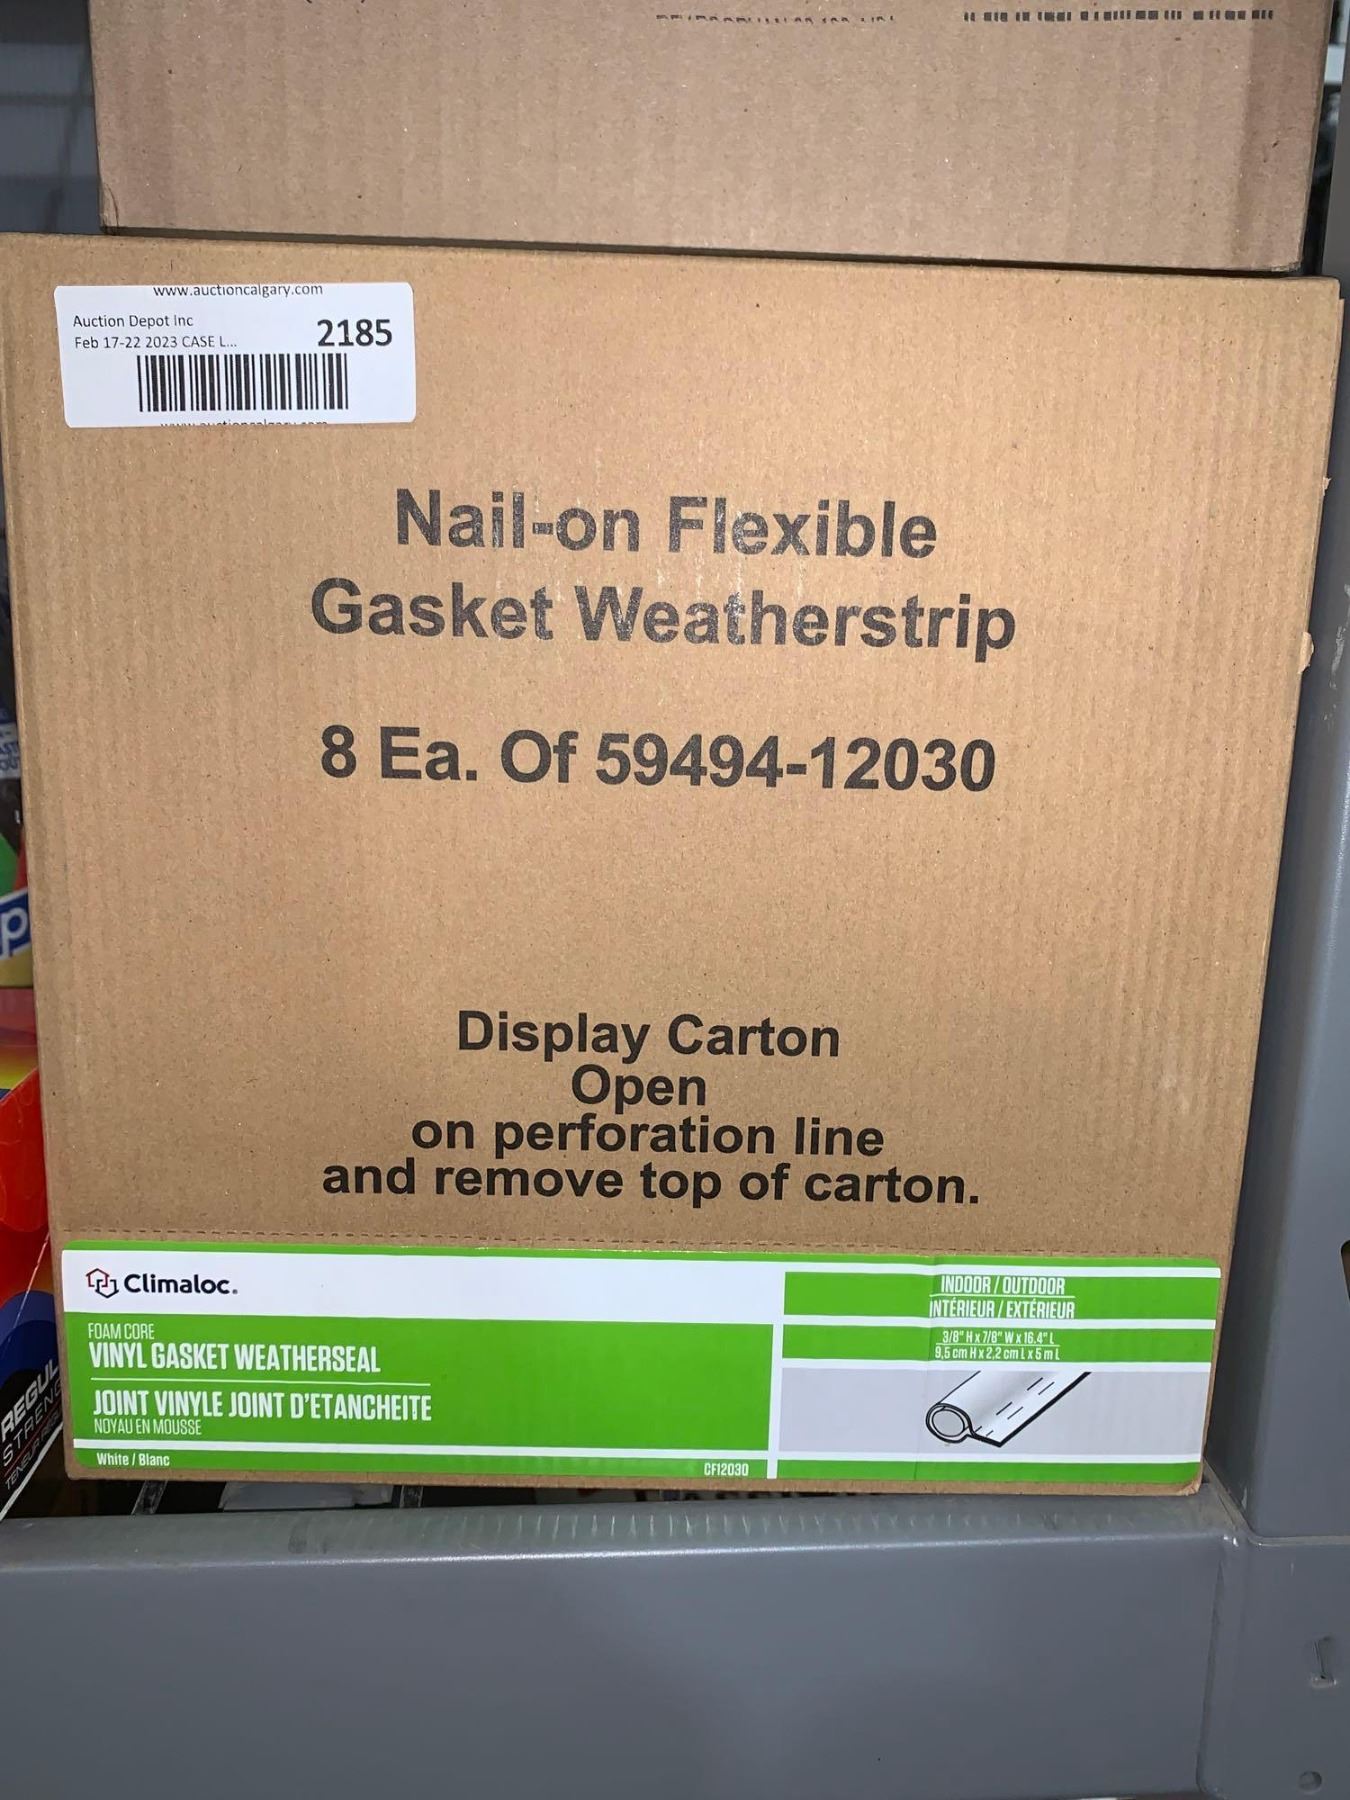 www.auctioncalgary.com
Auction Depot Inc
2185
Feb 17-22 2023 CASE L...
Nail-on Flexible
Gasket Weatherstrip
8 Ea. Of 59494-12030
Display Carton
Open
on perforation line
and remove top of carton.
Climaloc.
FOAM CORE
VINYL GASKET WEATHERSEAL
JOINT VINYLE JOINT D'ETANCHEITE
NOYAU EN MOUSSE
White / Blanc
CF12030
INDOOR / OUTDOOR
INTÉRIEUR / EXTÉRIEUR
3/8" H x 7/8" W x 16.4" L
9,5 cm H x 2,2 cm L x 5 m L
REGUL
STRENG